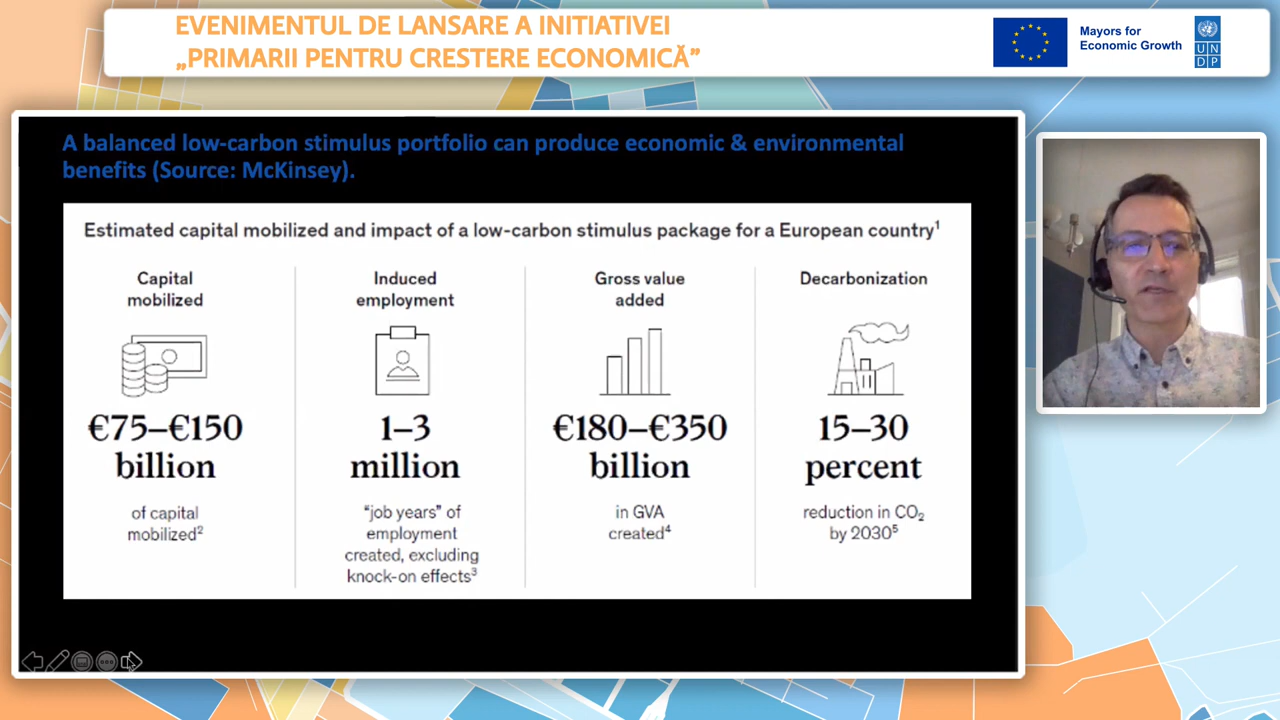 EVENIMENTUL DE LANSARE A INITIATIVEI
„PRIMARII PENTRU CRESTERE ECONOMICĂ”
Mayors for
Economic Growth
U N
D P
A balanced low-carbon stimulus portfolio can produce economic & environmental
benefits (Source: McKinsey).
Estimated capital mobilized and impact of a low-carbon stimulus package for a European country¹
Capital
mobilized
€75–€150
billion
of capital
mobilized²
Induced
employment
1–3
million
“job years” of
employment
created, excluding
knock-on effects³
Gross value
added
€180–€350
billion
in GVA
created⁴
Decarbonization
15–30
percent
reduction in CO₂
by 2030⁵